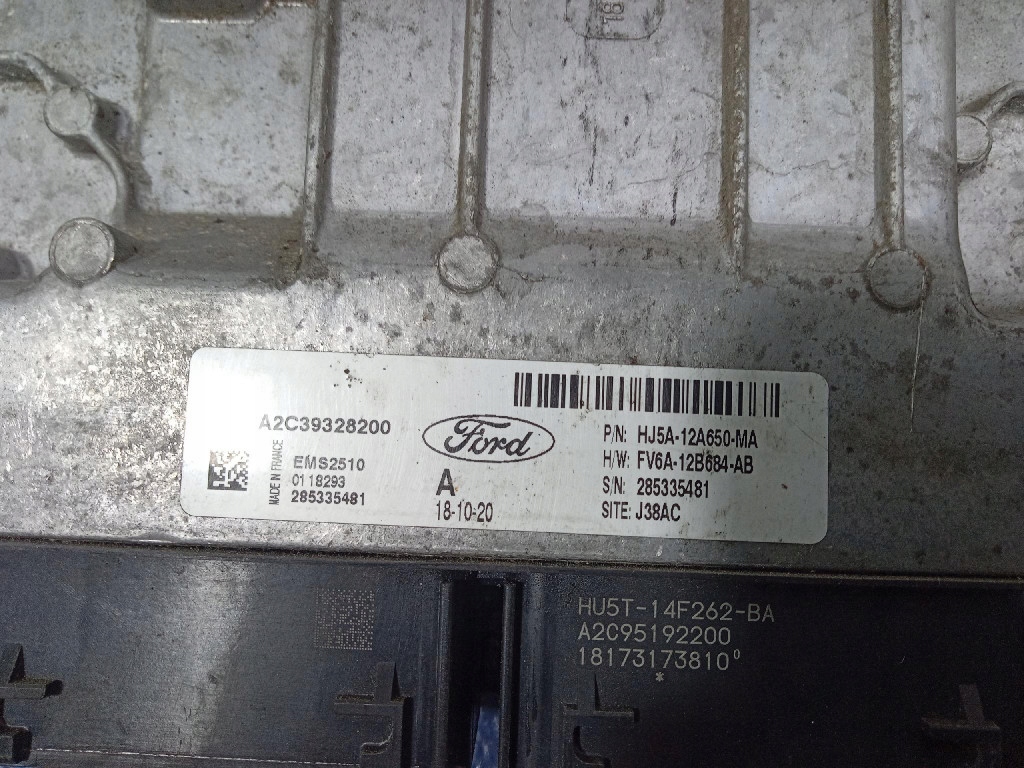 A2C39328200
MADE IN FRANCE
EMS2510
0118293
285335481
Ford
A
18-10-20
P/N: HJ5A-12A650-MA
H/W: FV6A-12B684-AB
S/N: 285335481
SITE: J38AC
HU5T-14F262-BA
A2C95192200
18173173810⁰
*